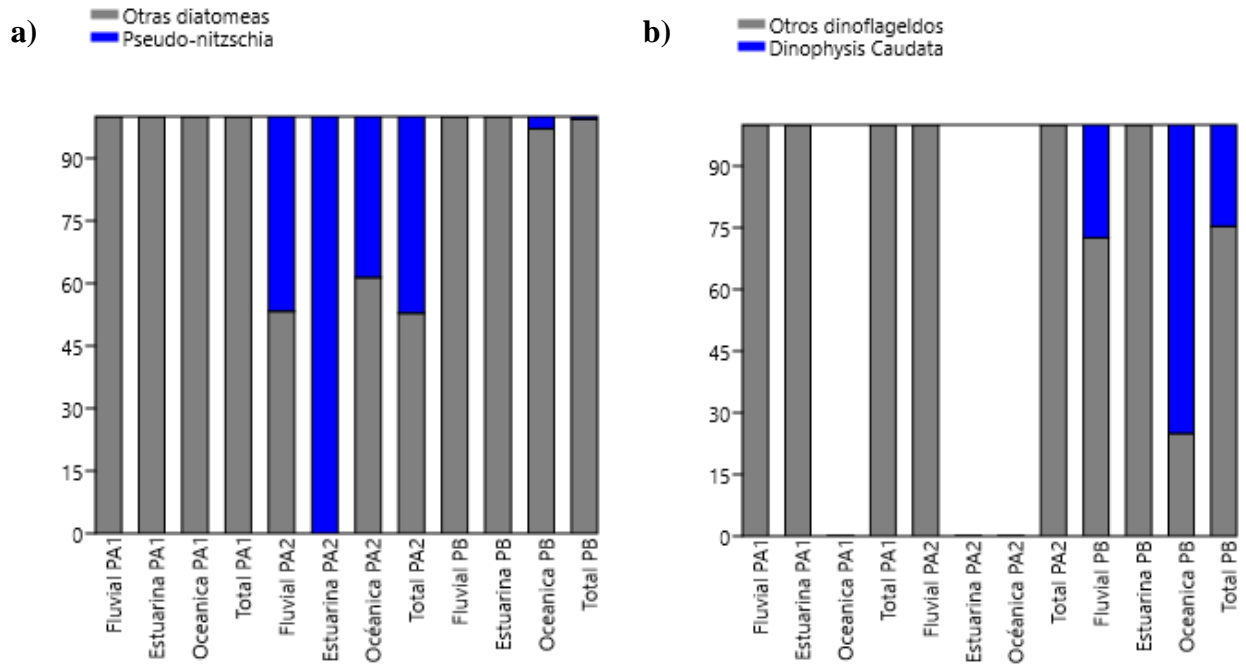 a)
Otras diatomeas
Pseudo-nitzschia
90
75
60
45
30
15
0
Fluvial PA1
Estuarina PA1
Oceanica PA1
Total PA1
Fluvial PA2
Estuarina PA2
Océanica PA2
Total PA2
Fluvial PB
Estuarina PB
Oceanica PB
Total PB
b)
Otros dinoflageldos
Dinophysis Caudata
90
75
60
45
30
15
0
Fluvial PA1
Estuarina PA1
Oceanica PA1
Total PA1
Fluvial PA2
Estuarina PA2
Océanica PA2
Total PA2
Fluvial PB
Estuarina PB
Oceanica PB
Total PB